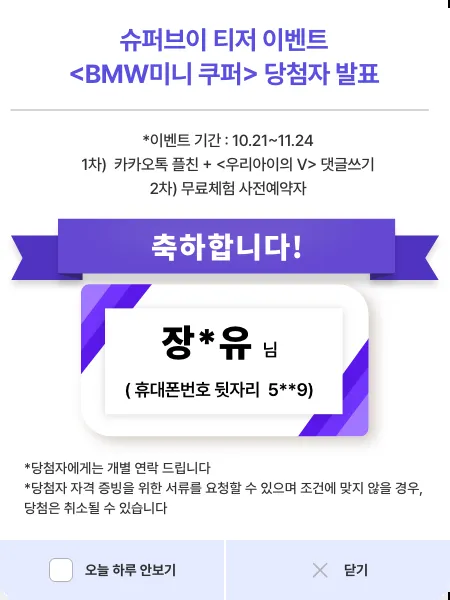 슈퍼브이 티저 이벤트
<BMW미니 쿠퍼> 당첨자 발표
*이벤트 기간 : 10.21~11.24
1차) 카카오톡 플친 + <우리아이의 V> 댓글쓰기
2차) 무료체험 사전예약자
축하합니다!
장*유 님
( 휴대폰번호 뒷자리 5**9)
*당첨자에게는 개별 연락 드립니다
*당첨자 자격 증빙을 위한 서류를 요청할 수 있으며 조건에 맞지 않을 경우,
당첨은 취소될 수 있습니다
오늘 하루 안보기
닫기